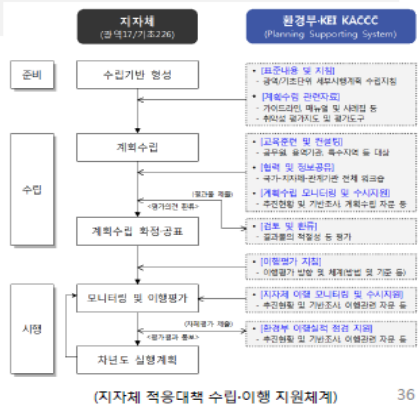 지자체
(광역17/기초226)
환경부·KEI KACCC
(Planning Supporting System)
준비
수립기반 형성
• [표준내용 및 지침]
- 광역/기초단위 세부시행계획 수립지침
• [계획수립 관련자료]
- 가이드라인, 매뉴얼 및 사례집 등
- 취약성 평가지도 및 평가도구
수립
계획수립
• [교육훈련 및 컨설팅]
- 공무원, 용역기관, 특수지역 등 대상
• [협력 및 정보공유]
- 국가-지자체-관계기관 전체 워크숍
• [계획수립 모니터링 및 수시지원]
- 추진현황 및 기반조사, 계획수립 자문 등
(결과물 제출)
<평가의견 환류>
계획수립 확정·공표
• [검토 및 환류]
- 결과물의 적절성 등 평가
• [이행평가 지침]
- 이행평가 방향 및 체계(방법 및 기준 등)
시행
모니터링 및 이행평가
• [지자체 이행 모니터링 및 수시지원]
- 추진현황 및 기반조사, 이행관련 자문 등
(자체평가 제출)
<평가결과 통보>
• [환경부 이행실적 점검 지원]
- 추진현황 및 기반조사, 이행관련 자문 등
차년도 실행계획
(지자체 적응대책 수립·이행 지원체계)
36